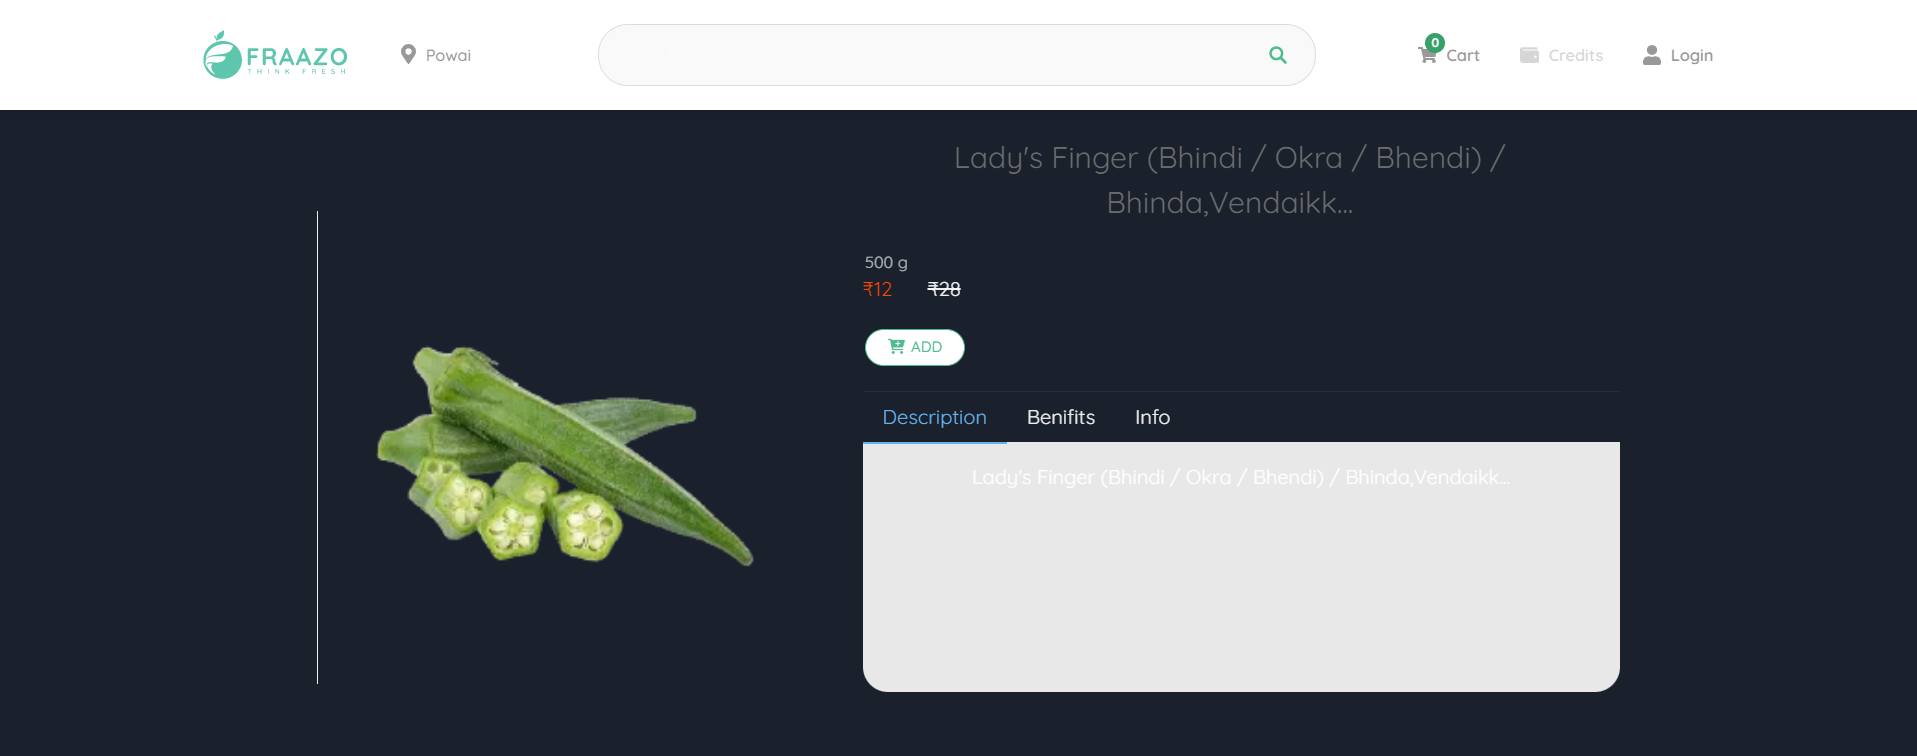 FRAAZO
THINK FRESH
Powai
0
Cart
Credits
Login
Lady's Finger (Bhindi / Okra / Bhendi) /
Bhinda,Vendaikk...
500 g
₹12 ₹28
ADD
Description Benifits Info
Lady's Finger (Bhindi / Okra / Bhendi) / Bhinda,Vendaikk...